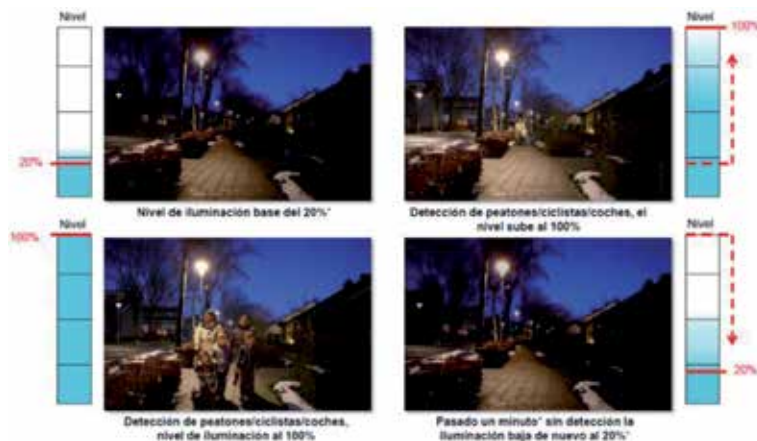 Nivel
20%
Nivel de iluminación base del 20%*
Nivel
100%
Detección de peatones/ciclistas/coches, el
nivel sube al 100%
Nivel
100%
Detección de peatones/ciclistas/coches,
nivel de iluminación al 100%
Nivel
20%
Pasado un minuto* sin detección la
iluminación baja de nuevo al 20%*